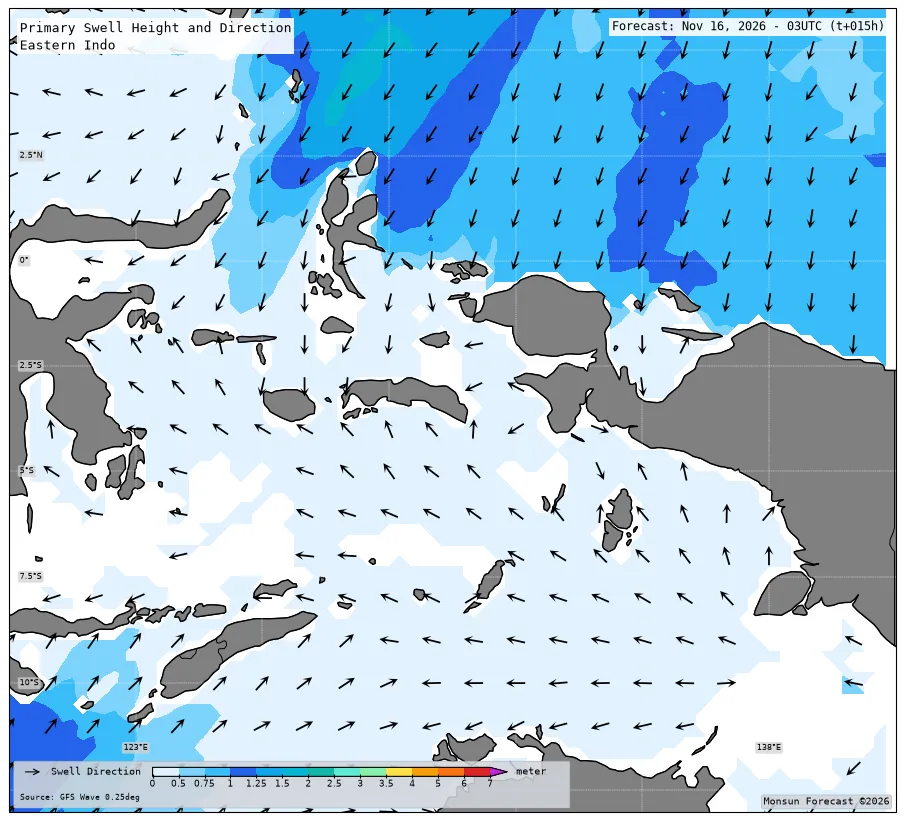 Primary Swell Height and Direction
Eastern Indo
Forecast: Nov 16, 2026 - 03UTC (t+015h)
2.5°N
0°
2.5°S
5°S
7.5°S
10°S
123°E
138°E
Swell Direction
0 0.5 0.75 1 1.25 1.5 2 2.5 3 3.5 4 5 6 7
meter
Source: GFS Wave 0.25deg
Monsun Forecast ©2026